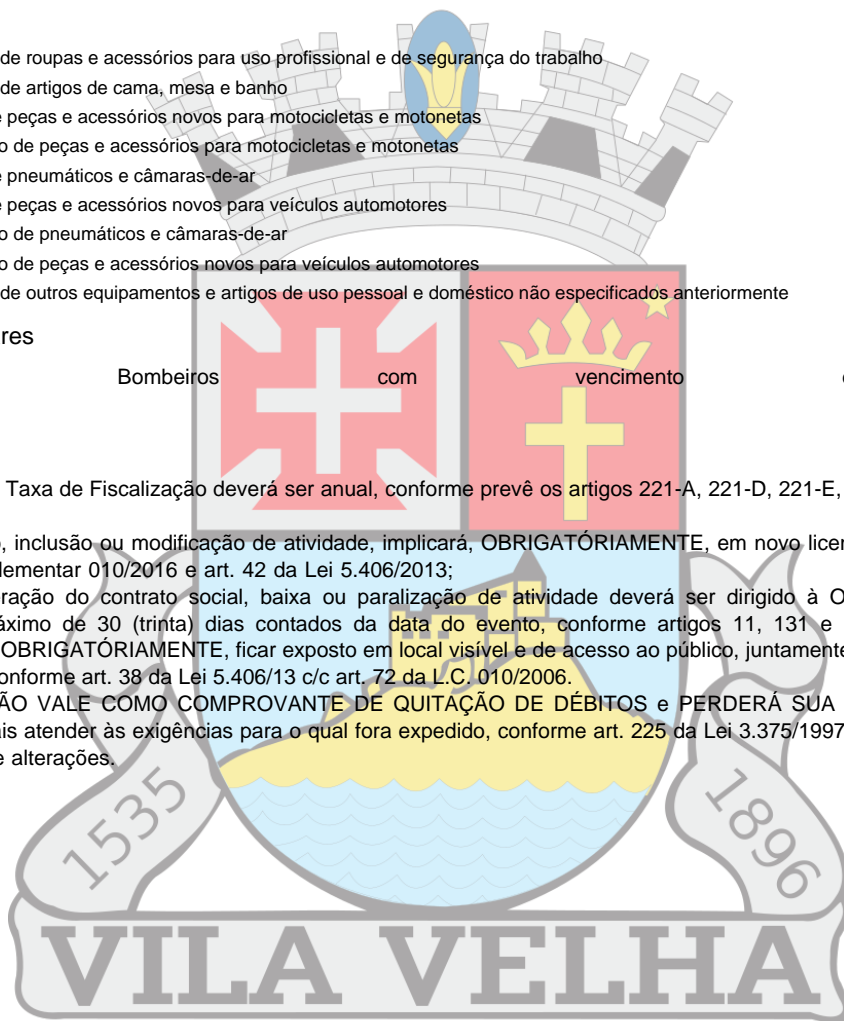 de roupas e acessórios para uso profissional e de segurança do trabalho
de artigos de cama, mesa e banho
peças e acessórios novos para motocicletas e motonetas
o de peças e acessórios para motocicletas e motonetas
pneumáticos e câmaras-de-ar
peças e acessórios novos para veículos automotores
o de pneumáticos e câmaras-de-ar
o de peças e acessórios novos para veículos automotores
de outros equipamentos e artigos de uso pessoal e doméstico não especificados anteriormente
res
Bombeiros com vencimento
Taxa de Fiscalização deverá ser anual, conforme prevê os artigos 221-A, 221-D, 221-E,
o, inclusão ou modificação de atividade, implicará, OBRIGATÓRIAMENTE, em novo licen
lementar 010/2016 e art. 42 da Lei 5.406/2013;
ração do contrato social, baixa ou paralização de atividade deverá ser dirigido à O
áximo de 30 (trinta) dias contados da data do evento, conforme artigos 11, 131 e
OBRIGATÓRIAMENTE, ficar exposto em local visível e de acesso ao público, juntamente
onforme art. 38 da Lei 5.406/13 c/c art. 72 da L.C. 010/2006.
ÃO VALE COMO COMPROVANTE DE QUITAÇÃO DE DÉBITOS e PERDERÁ SUA
ais atender às exigências para o qual fora expedido, conforme art. 225 da Lei 3.375/1997
e alterações.
1535
1896
VILA VELHA